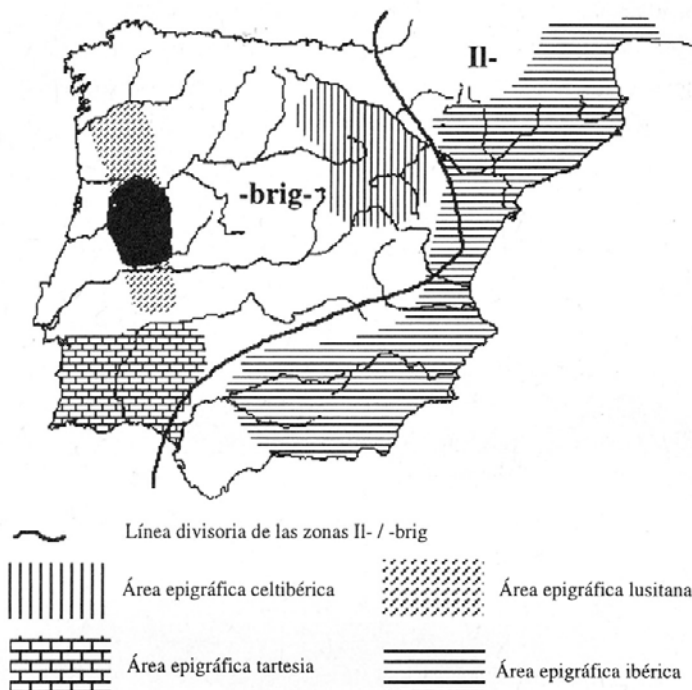 Il-
-brig-
Línea divisoria de las zonas Il- / -brig
Área epigráfica celtibérica
Área epigráfica lusitana
Área epigráfica tartesia
Área epigráfica ibérica